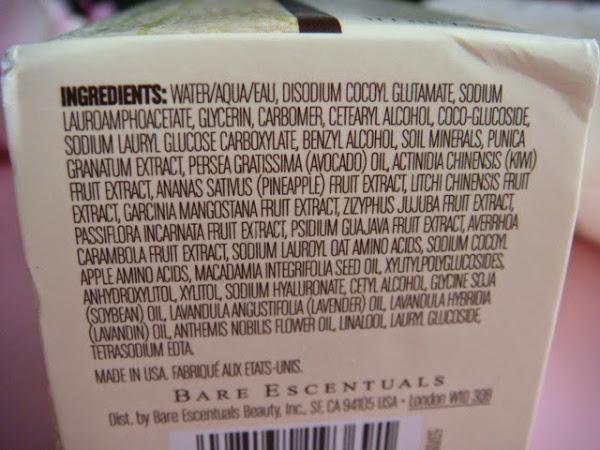 INGREDIENTS: WATER/AQUA/EAU, DISODIUM COCOYL GLUTAMATE, SODIUM
LAUROAMPHOACETATE, GLYCERIN, CARBOMER, CETEARYL ALCOHOL, COCO-GLUCOSIDE,
SODIUM LAURYL GLUCOSE CARBOXYLATE, BENZYL ALCOHOL, SOIL MINERALS, PUNICA
GRANATUM EXTRACT, PERSEA GRATISSIMA (AVOCADO) OIL, ACTINIDIA CHINENSIS (KIWI)
FRUIT EXTRACT, ANANAS SATIVUS (PINEAPPLE) FRUIT EXTRACT, LITCHI CHINENSIS FRUIT
EXTRACT, GARCINIA MANGOSTANA FRUIT EXTRACT, ZIZYPHUS JUJUBA FRUIT EXTRACT,
PASSIFLORA INCARNATA FRUIT EXTRACT, PSIDIUM GUAJAVA FRUIT EXTRACT, AVERRHOA
CARAMBOLA FRUIT EXTRACT, SODIUM LAUROYL OAT AMINO ACIDS, SODIUM COCOYL
APPLE AMINO ACIDS, MACADAMIA INTEGRIFOLIA SEED OIL, XYLITYLPOLYGLUCOSIDES,
ANHYDROXYLITOL, XYLITOL, SODIUM HYALURONATE, CETYL ALCOHOL, GLYCINE SOJA
(SOYBEAN) OIL, LAVANDULA ANGUSTIFOLIA (LAVENDER) OIL, LAVANDULA HYBRIDIA
(LAVANDIN) OIL, ANTHEMIS NOBILIS FLOWER OIL, LINALOOL, LAURYL GLUCOSIDE,
TETRASODIUM EDTA.
MADE IN USA. FABRIQUÉ AUX ETATS-UNIS.
BARE ESCENTUALS
Dist. by Bare Escentuals Beauty, Inc., SF, CA 94105 USA • London W10 3QB